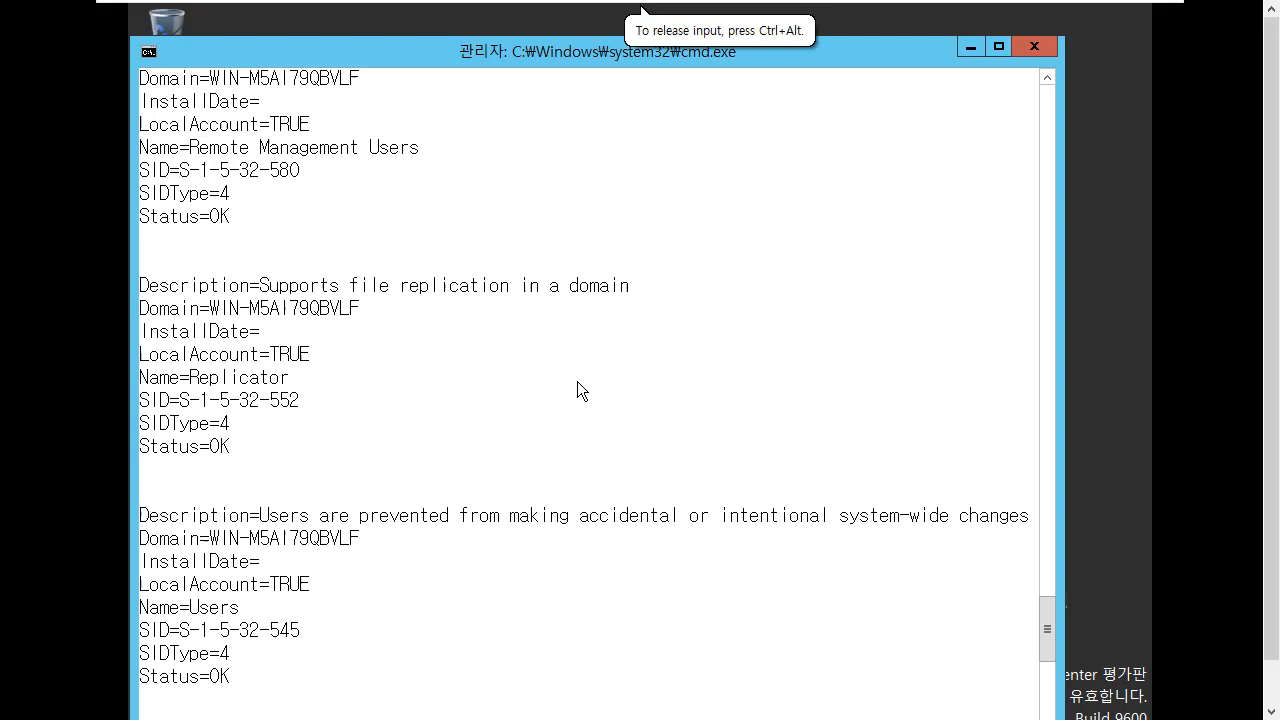 To release input, press Ctrl+Alt.
관리자: C:₩Windows₩system32₩cmd.exe
Domain=WIN-M5AI79QBVLF
InstallDate=
LocalAccount=TRUE
Name=Remote Management Users
SID=S-1-5-32-580
SIDType=4
Status=OK
Description=Supports file replication in a domain
Domain=WIN-M5AI79QBVLF
InstallDate=
LocalAccount=TRUE
Name=Replicator
SID=S-1-5-32-552
SIDType=4
Status=OK
Description=Users are prevented from making accidental or intentional system-wide changes
Domain=WIN-M5AI79QBVLF
InstallDate=
LocalAccount=TRUE
Name=Users
SID=S-1-5-32-545
SIDType=4
Status=OK
enter 평가판
유효합니다.
Build 9600